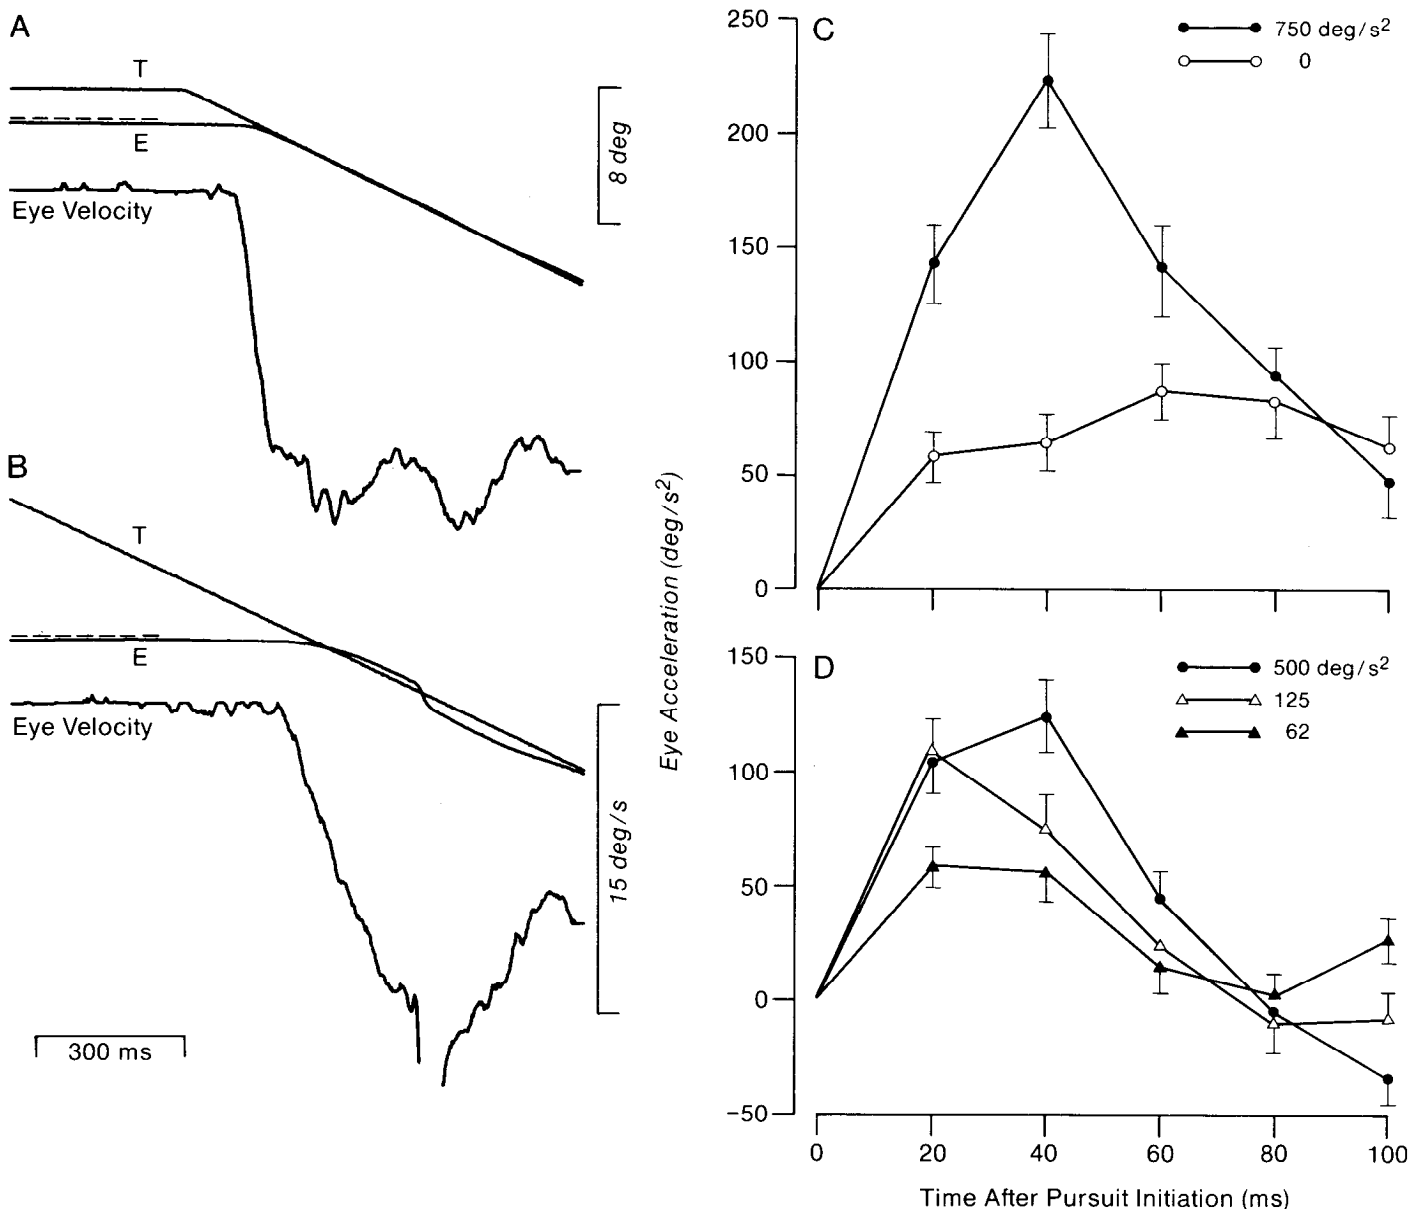 A
T
E
8 deg
Eye Velocity
B
T
E
Eye Velocity
15 deg/s
300 ms
Eye Acceleration (deg/s²)
C
750 deg/s²
0
250
200
150
100
50
0
D
500 deg/s²
125
62
150
100
50
0
−50
0 20 40 60 80 100
Time After Pursuit Initiation (ms)